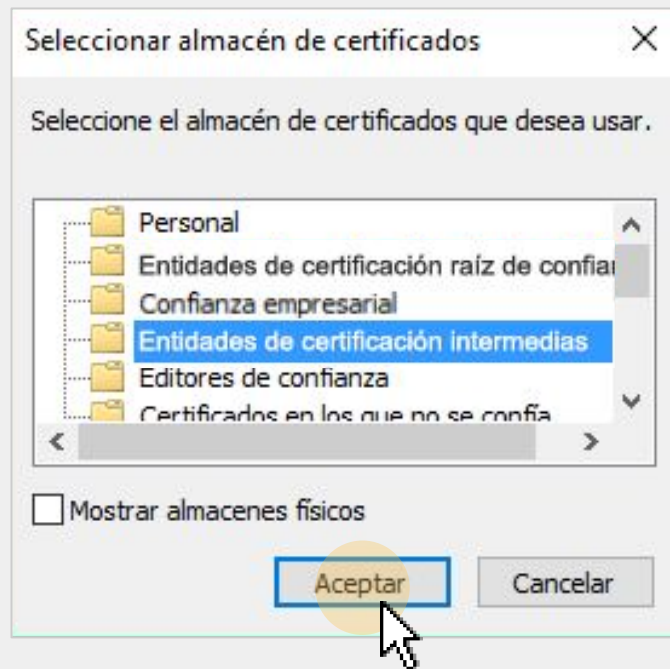 Seleccionar almacén de certificados
Seleccione el almacén de certificados que desea usar.
Personal
Entidades de certificación raíz de confia
Confianza empresarial
Entidades de certificación intermedias
Editores de confianza
Certificados en los que no se confía
Mostrar almacenes físicos
Aceptar
Cancelar